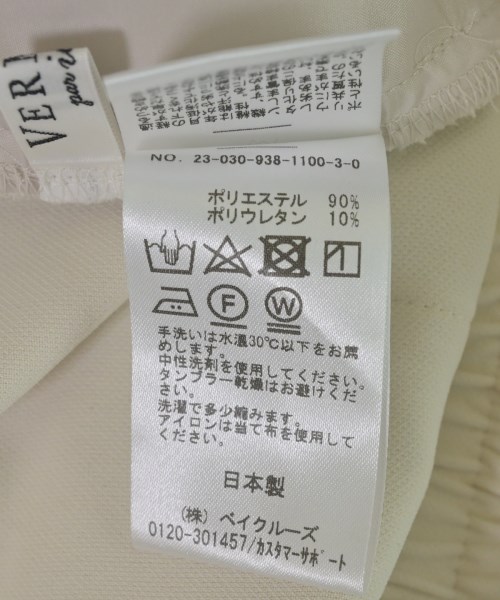 VER
par
NO. 23-030-938-1100-3-0
ポリエステル 90%
ポリウレタン 10%
F
W
手洗いは水温30℃以下をお薦
めします。
中性洗剤を使用してください。
タンブラー乾燥はお避けくだ
さい。
洗濯で多少縮みます。
アイロンは当て布を使用して
ください。
日本製
(株) ベイクルーズ
0120-301457/カスタマーサポート